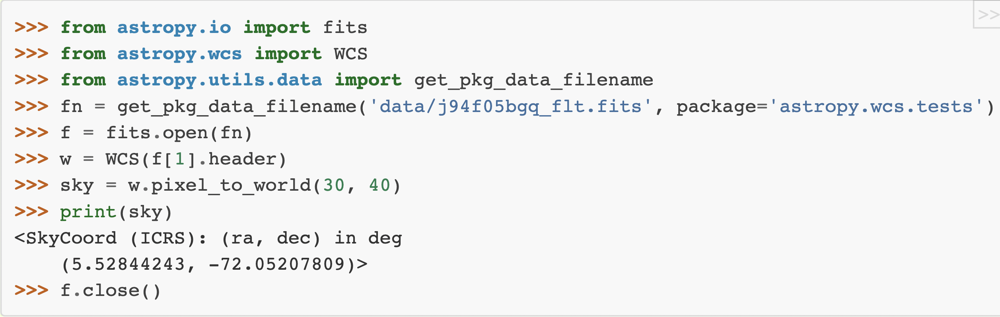 >>> from astropy.io import fits
>>> from astropy.wcs import WCS
>>> from astropy.utils.data import get_pkg_data_filename
>>> fn = get_pkg_data_filename('data/j94f05bgq_flt.fits', package='astropy.wcs.tests')
>>> f = fits.open(fn)
>>> w = WCS(f[1].header)
>>> sky = w.pixel_to_world(30, 40)
>>> print(sky)
<SkyCoord (ICRS): (ra, dec) in deg
    (5.52844243, -72.05207809)>
>>> f.close()
>>